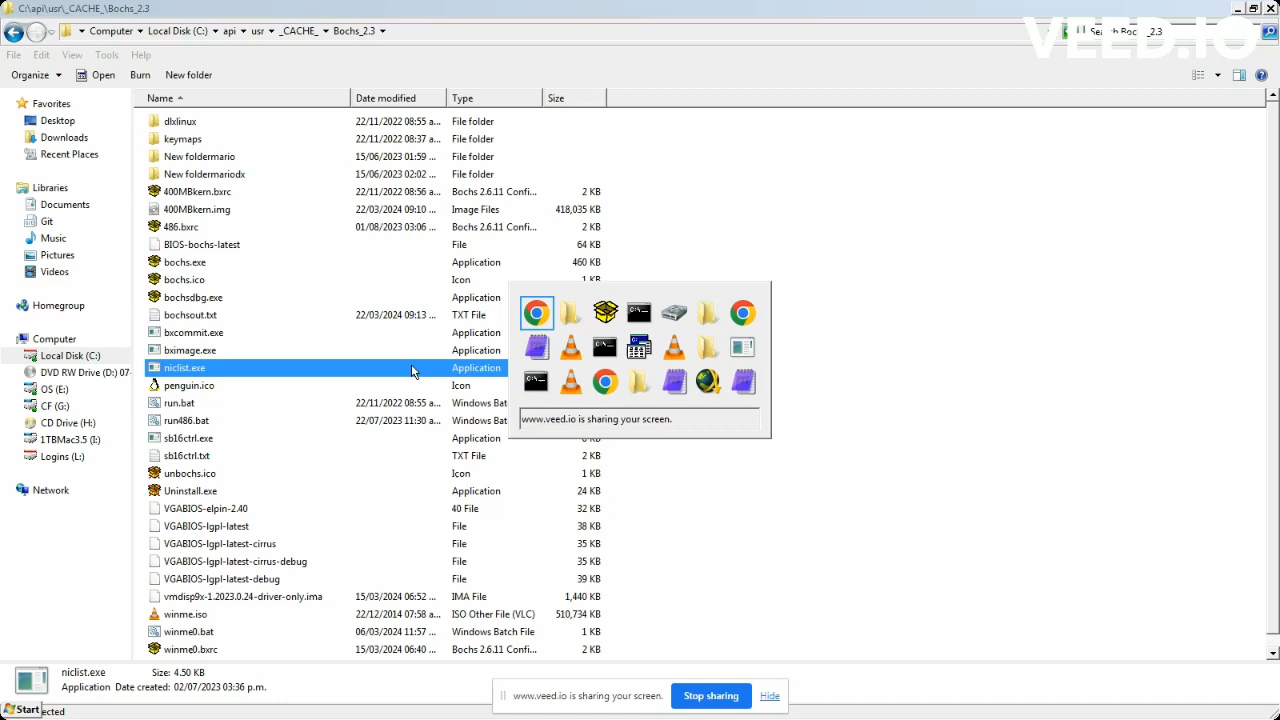 C:\api\usr\_CACHE_\Bochs_2.3
Computer Local Disk (C:) api usr _CACHE_ Bochs_2.3
VEED.IO
File Edit View Tools Help
Organize Open Burn New folder
Name Date modified Type Size
Favorites
Desktop
Downloads
Recent Places
Libraries
Documents
Git
Music
Pictures
Videos
Homegroup
Computer
Local Disk (C:)
DVD RW Drive (D:) 07-
OS (E:)
CF (G:)
CD Drive (H:)
1TBMac3.5 (I:)
Logins (L:)
Network
dlxlinux 22/11/2022 08:55 a... File folder
keymaps 22/11/2022 08:37 a... File folder
New foldermario 15/06/2023 01:59 ... File folder
New foldermariodx 15/06/2023 02:02 ... File folder
400MBkern.bxrc 22/11/2022 08:56 a... Bochs 2.6.11 Confi... 2 KB
400MBkern.img 22/03/2024 09:10 ... Image Files 418,035 KB
486.bxrc 01/08/2023 03:06 ... Bochs 2.6.11 Confi... 2 KB
BIOS-bochs-latest File 64 KB
bochs.exe Application 460 KB
bochs.ico Icon 1 KB
bochsdbg.exe Application
bochsout.txt 22/03/2024 09:13 ... TXT File
bxcommit.exe Application
bximage.exe Application
niclist.exe Application
penguin.ico Icon
run.bat 22/11/2022 08:55 a... Windows Bat
run486.bat 22/07/2023 11:30 a... Windows Bat
sb16ctrl.exe Application
sb16ctrl.txt TXT File 2 KB
unbochs.ico Icon 1 KB
Uninstall.exe Application 24 KB
VGABIOS-elpin-2.40 40 File 32 KB
VGABIOS-lgpl-latest File 38 KB
VGABIOS-lgpl-latest-cirrus File 35 KB
VGABIOS-lgpl-latest-cirrus-debug File 35 KB
VGABIOS-lgpl-latest-debug File 39 KB
vmdisp9x-1.2023.0.24-driver-only.ima 15/03/2024 06:52 ... IMA File 1,440 KB
winme.iso 22/12/2014 07:58 a... ISO Other File (VLC) 510,734 KB
winme0.bat 06/03/2024 11:57 ... Windows Batch File 1 KB
winme0.bxrc 15/03/2024 06:40 ... Bochs 2.6.11 Confi... 2 KB
www.veed.io is sharing your screen.
niclist.exe Size: 4.50 KB
Application Date created: 02/07/2023 03:36 p.m.
www.veed.io is sharing your screen. Stop sharing Hide
Start ected